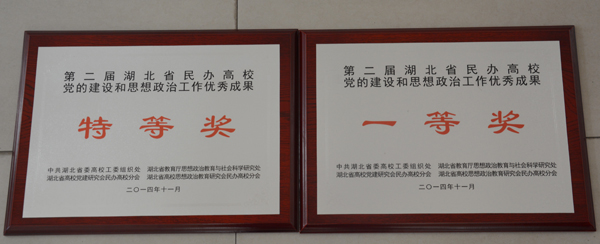 第二届湖北省民办高校
党的建设和思想政治工作优秀成果
特等奖
中共湖北省委高校工委组织处 湖北省教育厅思想政治教育与社会科学研究处
湖北省高校党建研究会民办高校分会 湖北省高校思想政治教育研究会民办高校分会
二〇一四年十一月
第二届湖北省民办高校
党的建设和思想政治工作优秀成果
一等奖
中共湖北省委高校工委组织处 湖北省教育厅思想政治教育与社会科学研究处
湖北省高校党建研究会民办高校分会 湖北省高校思想政治教育研究会民办高校分会
二〇一四年十一月